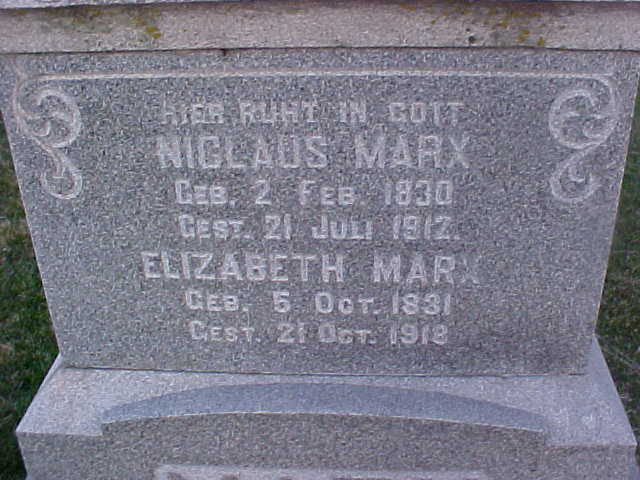 HIER RUHT IN GOTT
NICLAUS MARX
GEB. 2 FEB 1830
GEST. 21 JULI 1912.
ELIZABETH MARX
GEB. 5 OCT. 1831
GEST. 21 OCT. 1918